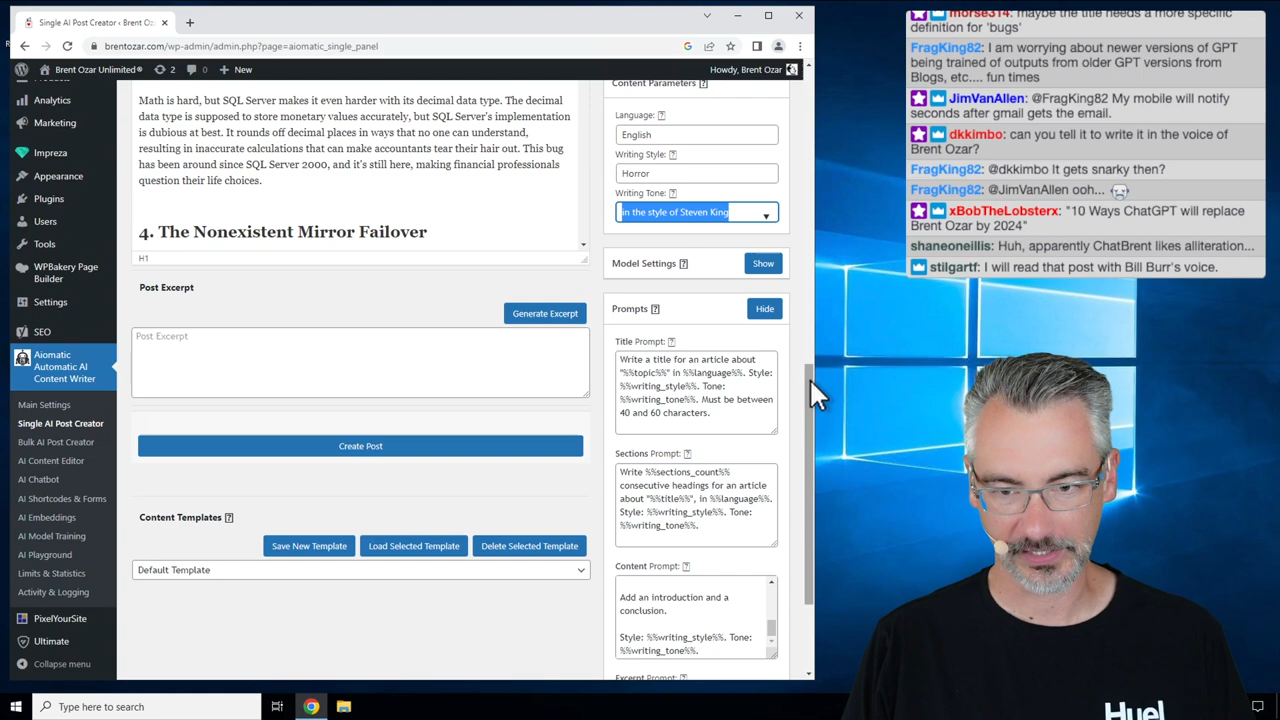 Single AI Post Creator ‹ Brent Oz
brentozar.com/wp-admin/admin.php?page=aiomatic_single_panel
Brent Ozar Unlimited®
2
0
New
Howdy, Brent Ozar
Products
Analytics
Marketing
Impreza
Appearance
Plugins
Users
Tools
WPBakery Page
Builder
Settings
SEO
Aiomatic
Automatic AI
Content Writer
Main Settings
Single AI Post Creator
Bulk AI Post Creator
AI Content Editor
AI Chatbot
AI Shortcodes & Forms
AI Embeddings
AI Model Training
AI Playground
Limits & Statistics
Activity & Logging
PixelYourSite
Ultimate
Collapse menu
Math is hard, but SQL Server makes it even harder with its decimal data type. The decimal
data type is supposed to store monetary values accurately, but SQL Server's implementation
is dubious at best. It rounds off decimal places in ways that no one can understand,
resulting in inaccurate calculations that can make accountants tear their hair out. This bug
has been around since SQL Server 2000, and it's still here, making financial professionals
question their life choices.
4. The Nonexistent Mirror Failover
H1
Post Excerpt
Generate Excerpt
Post Excerpt
Create Post
Content Templates ?
Save New Template
Load Selected Template
Delete Selected Template
Default Template
Content Parameters ?
Language: ?
English
Writing Style: ?
Horror
Writing Tone: ?
in the style of Steven King
Model Settings ?
Show
Prompts ?
Hide
Title Prompt: ?
Write a title for an article about
"%%topic%%" in %%language%%. Style:
%%writing_style%%. Tone:
%%writing_tone%%. Must be between
40 and 60 characters.
Sections Prompt: ?
Write %%sections_count%%
consecutive headings for an article
about "%%title%%", in %%language%%.
Style: %%writing_style%%. Tone:
%%writing_tone%%.
Content Prompt: ?
Add an introduction and a
conclusion.
Style: %%writing_style%%. Tone:
%%writing_tone%%.
Excerpt Prompt: ?
Type here to search
morse314: maybe the title needs a more specific
definition for 'bugs'
FragKing82: I am worrying about newer versions of GPT
being trained of outputs from older GPT versions from
Blogs, etc.... fun times
JimVanAllen: @FragKing82 My mobile will notify
seconds after gmail gets the email.
dkkimbo: can you tell it to write it in the voice of
Brent Ozar?
FragKing82: @dkkimbo It gets snarky then?
FragKing82: @JimVanAllen ooh...
xBobTheLobsterx: "10 Ways ChatGPT will replace
Brent Ozar by 2024"
shaneoneillis: Huh, apparently ChatBrent likes alliteration...
stilgartf: I will read that post with Bill Burr's voice.
Huel